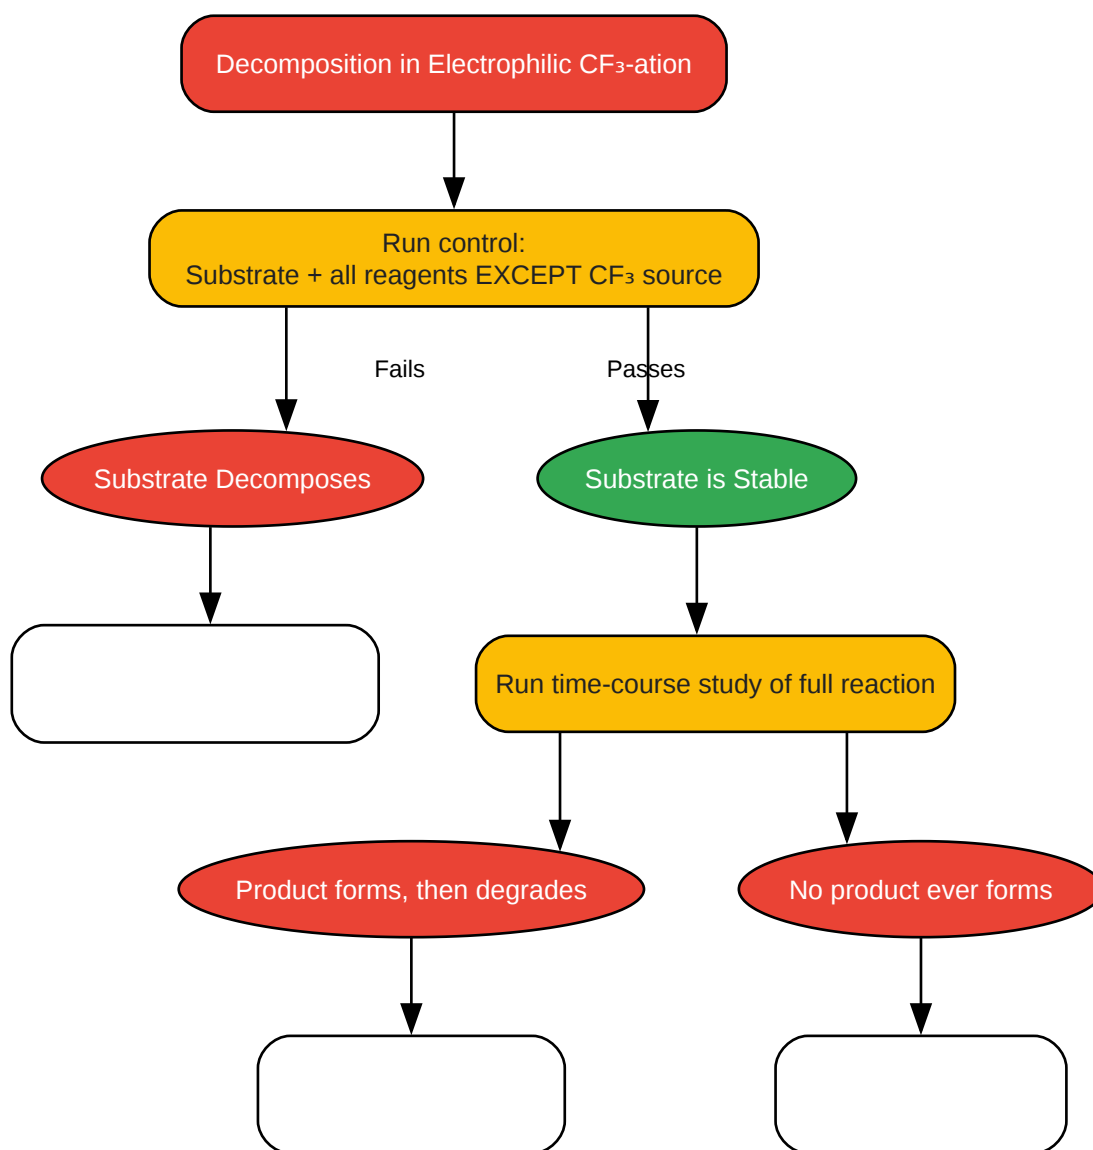 Decomposition in Electrophilic CF₃-ation
Run control:
Substrate + all reagents EXCEPT CF₃ source
Fails
Passes
Substrate Decomposes
Substrate is Stable
Run time-course study of full reaction
Product forms, then degrades
No product ever forms